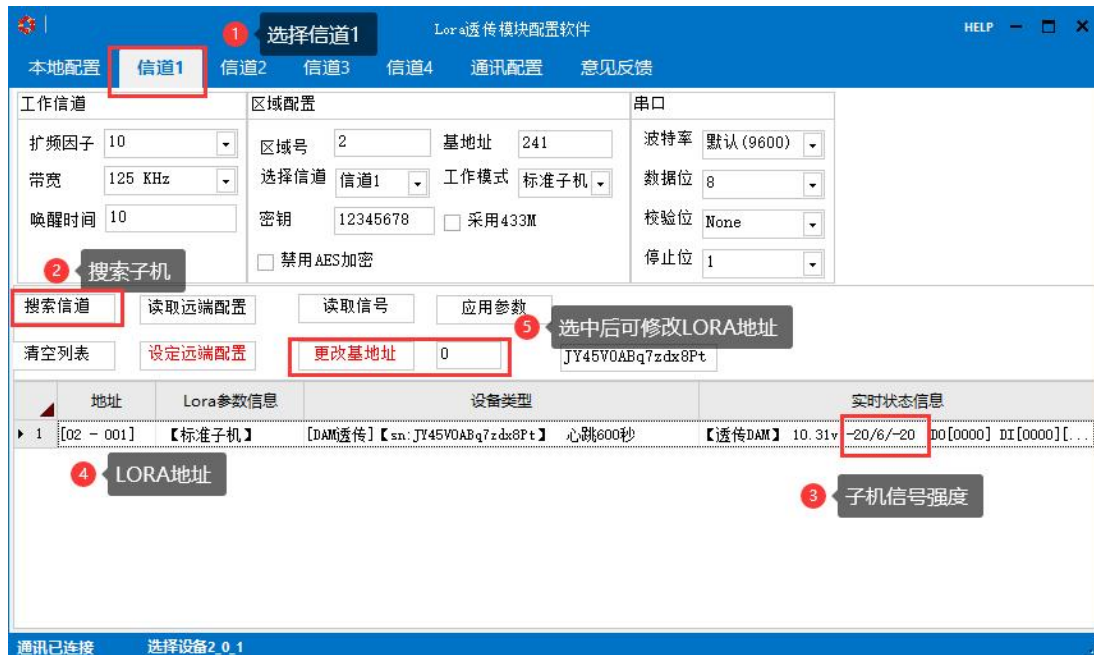 1 选择信道1
Lora透传模块配置软件
HELP
本地配置 信道1 信道2 信道3 信道4 通讯配置 意见反馈
工作信道 区域配置 串口
扩频因子 10 区域号 2 基地址 241 波特率 默认(9600)
带宽 125 KHz 选择信道 信道1 工作模式 标准子机 数据位 8
唤醒时间 10 密钥 12345678 采用433M 校验位 None
禁用AES加密 停止位 1
2 搜索子机
搜索信道 读取远端配置 读取信号 应用参数
5 选中后可修改LORA地址
清空列表 设定远端配置 更改基地址 0 JY45V0ABq7zdx8Pt
地址 Lora参数信息 设备类型 实时状态信息
1 [02 - 001] 【标准子机】 [DAM透传]【sn:JY45V0ABq7zdx8Pt】 心跳600秒 【透传DAM】 10.31v -20/6/-20 DO[0000] DI[0000][...
4 LORA地址
3 子机信号强度
通讯已连接 选择设备2_0_1